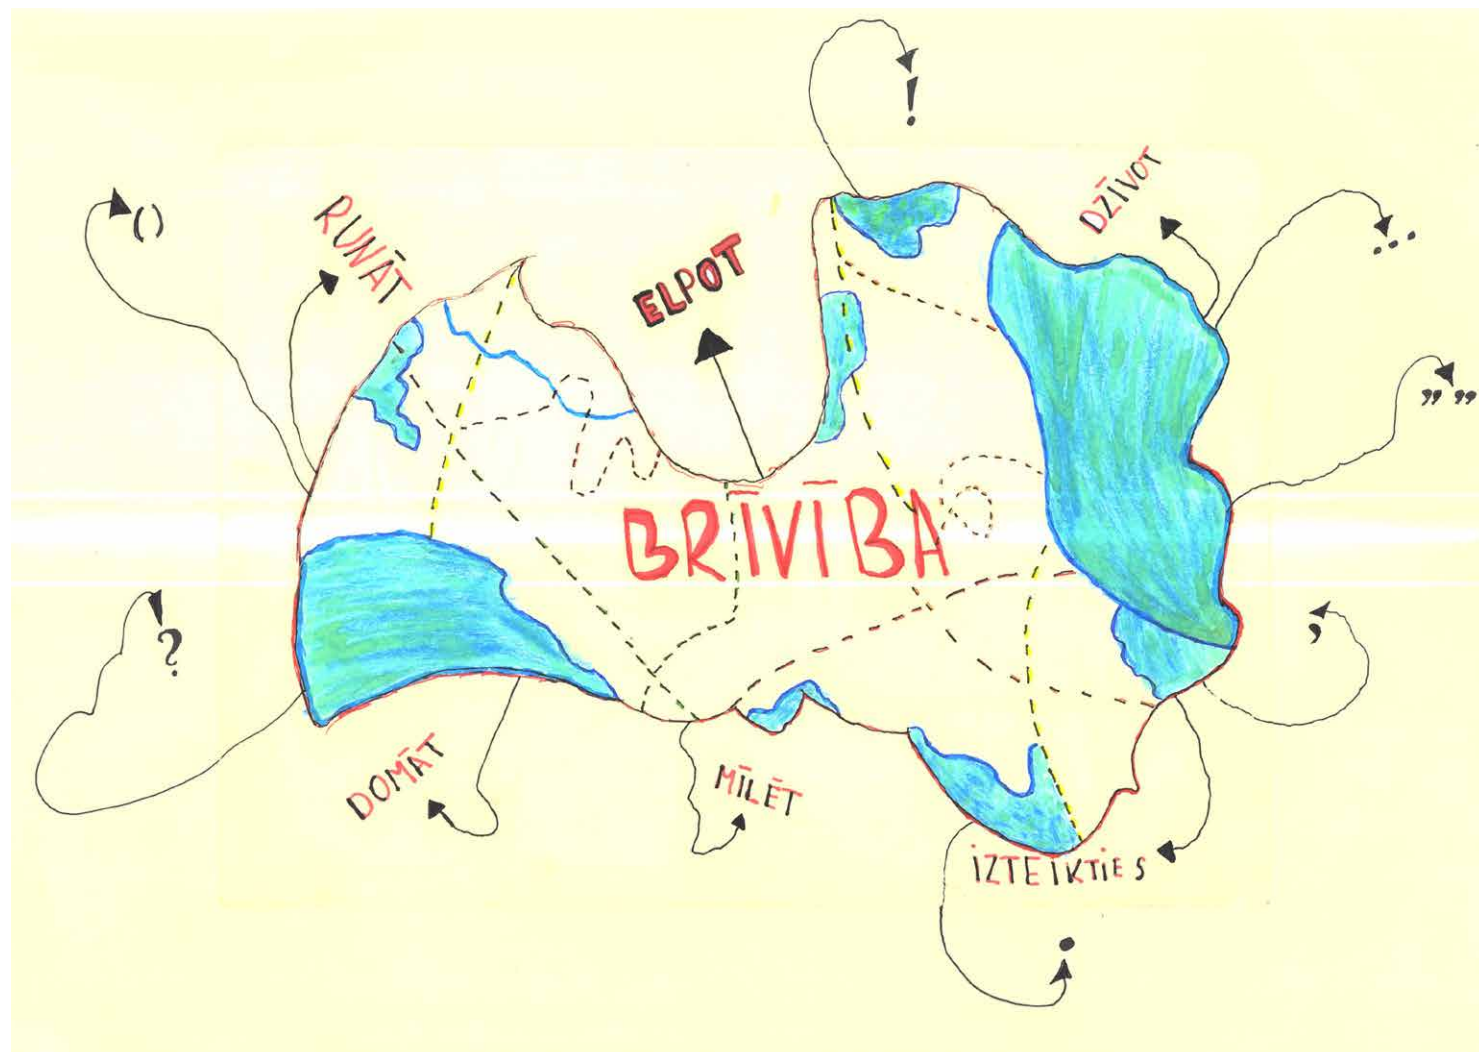 !
DZĪVOT
()
RUNĀT
...
ELPOT
„ „
BRĪVĪBA
?
,
DOMĀT
MĪLĒT
IZTEIKTIES
.